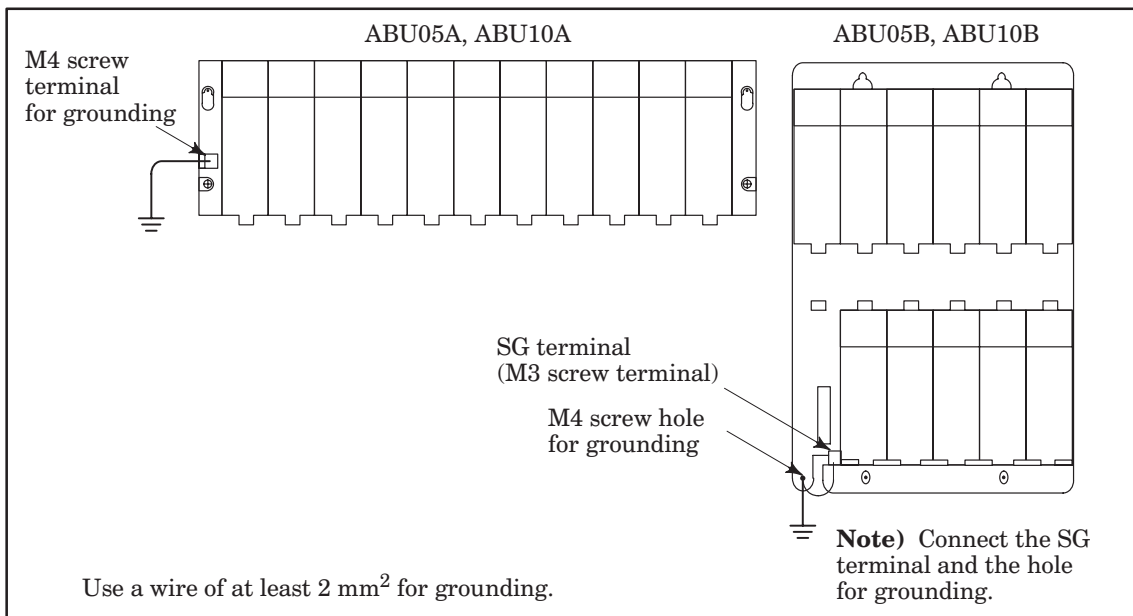 ABU05A, ABU10A
ABU05B, ABU10B
M4 screw
terminal
for grounding
SG terminal
(M3 screw terminal)
M4 screw hole
for grounding
Note) Connect the SG
terminal and the hole
for grounding.
Use a wire of at least 2 mm² for grounding.